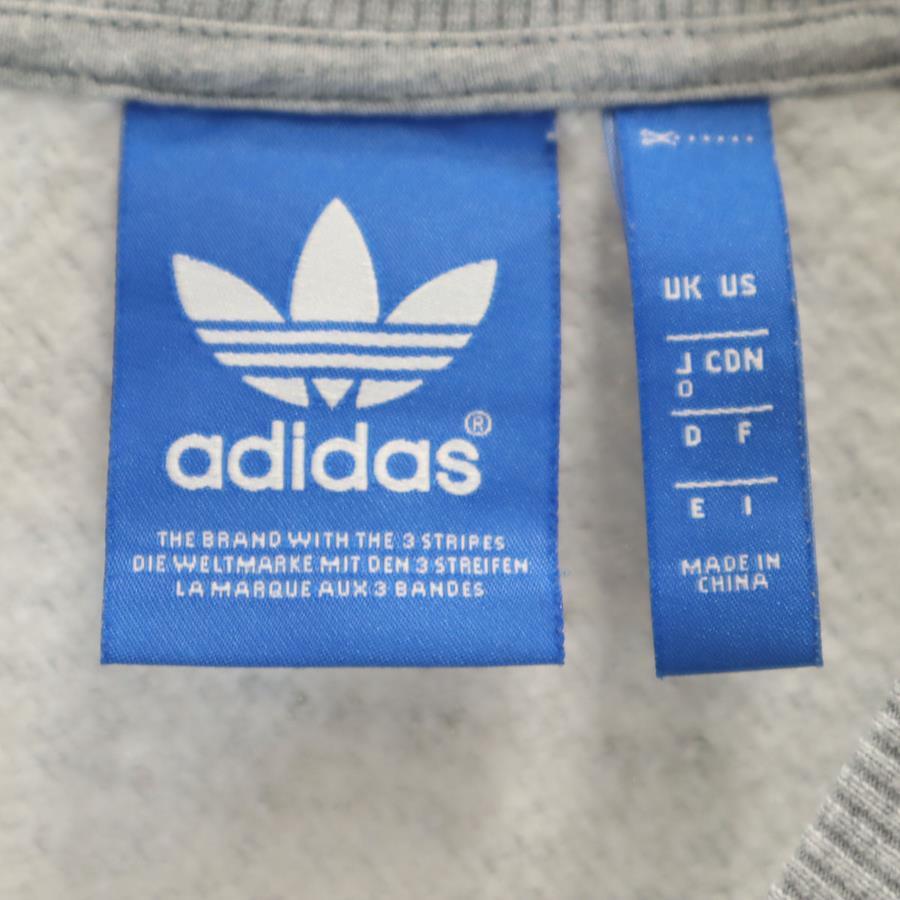 adidas®
THE BRAND WITH THE 3 STRIPES
DIE WELTMARKE MIT DEN 3 STREIFEN
LA MARQUE AUX 3 BANDES
UK US
J CDN
O
D F
E I
MADE IN
CHINA